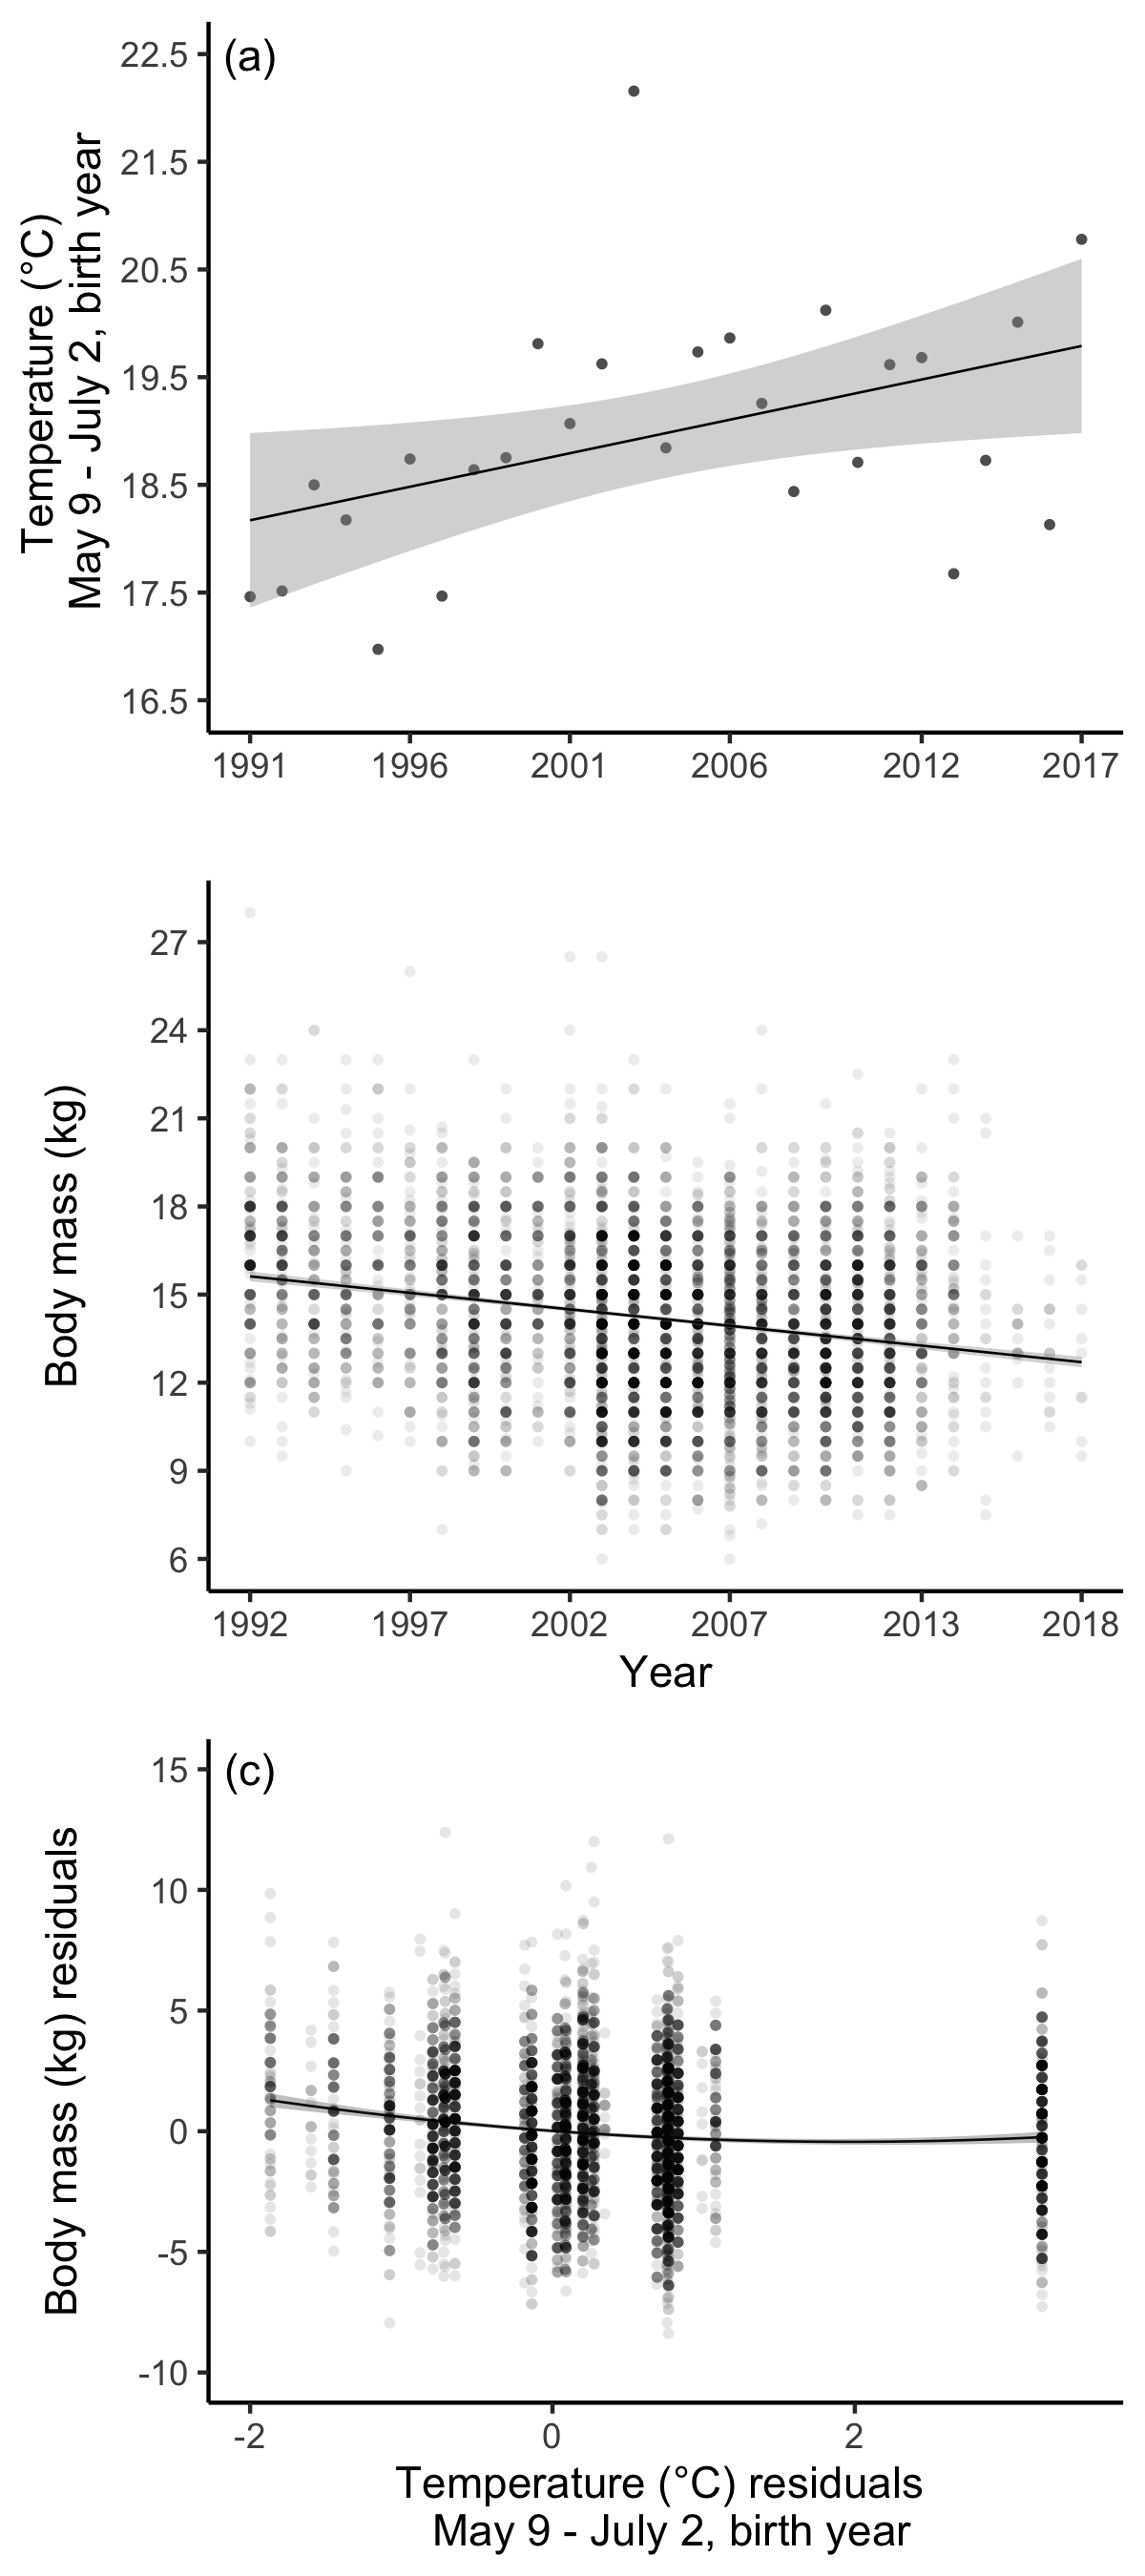 (a)
Temperature (°C)
May 9 - July 2, birth year
22.5
21.5
20.5
19.5
18.5
17.5
16.5
1991 1996 2001 2006 2012 2017
Body mass (kg)
27
24
21
18
15
12
9
6
1992 1997 2002 2007 2013 2018
Year
(c)
Body mass (kg) residuals
15
10
5
0
-5
-10
-2 0 2
Temperature (°C) residuals
May 9 - July 2, birth year